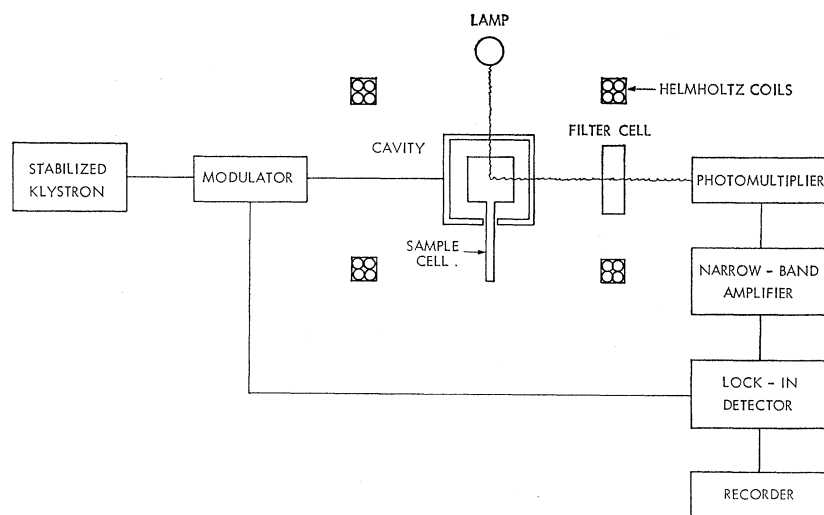 LAMP
HELMHOLTZ COILS
FILTER CELL
CAVITY
STABILIZED
KLYSTRON
MODULATOR
PHOTOMULTIPLIER
SAMPLE
CELL .
NARROW - BAND
AMPLIFIER
LOCK - IN
DETECTOR
RECORDER